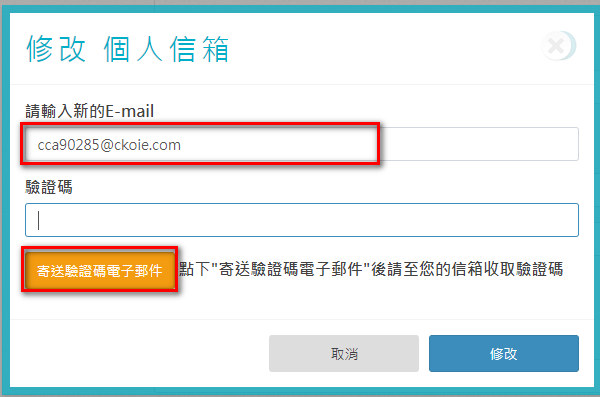 修改 個人信箱
請輸入新的E-mail
cca90285@ckoie.com
驗證碼
寄送驗證碼電子郵件 點下"寄送驗證碼電子郵件"後請至您的信箱收取驗證碼
取消 修改